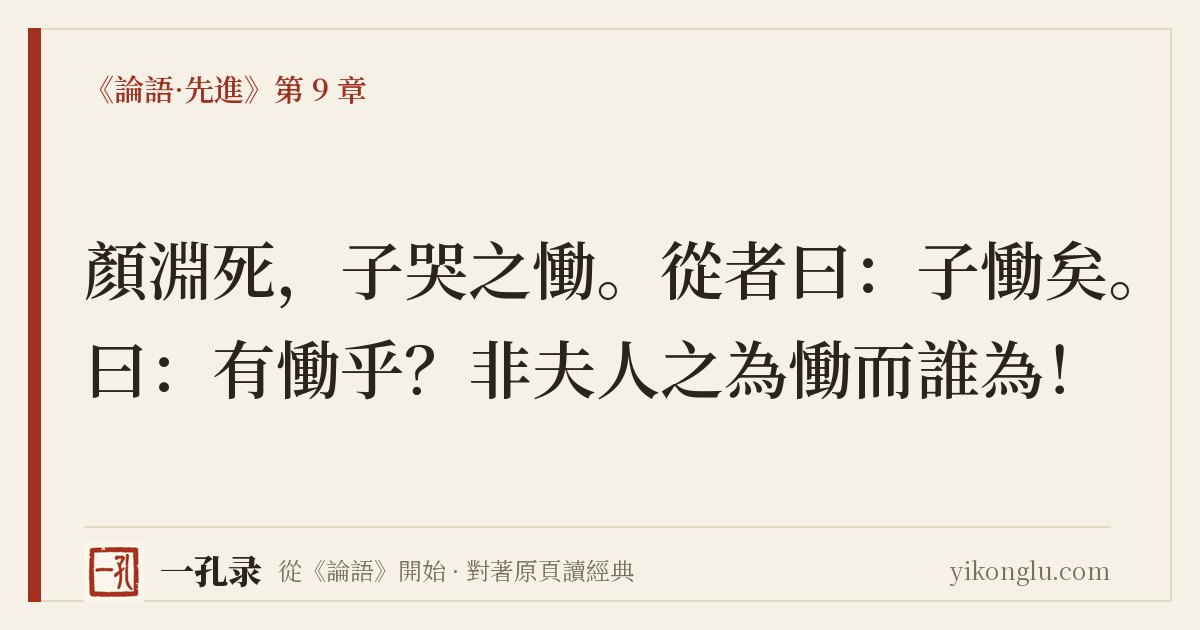 《論語·先進》第 9 章
顏淵死，子哭之慟。從者曰：子慟矣。
曰：有慟乎？非夫人之為慟而誰為！
一孔
一孔录 從《論語》開始 · 對著原頁讀經典 yikonglu.com